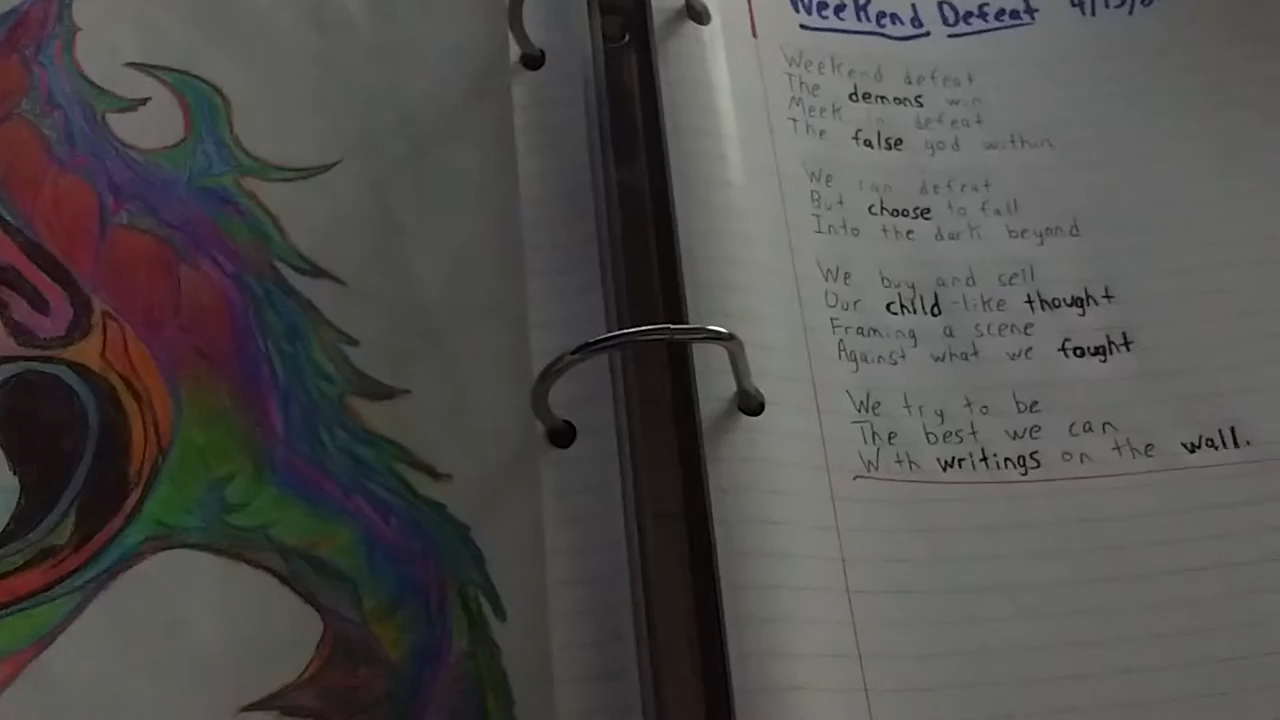 Weekend Defeat 4/15/
Weekend defeat
The demons win
Meek in defeat
The false god within
We can defeat
But choose to fall
Into the dark beyond
We buy and sell
Our child-like thought
Framing a scene
Against what we fought
We try to be
The best we can
With writings on the wall.